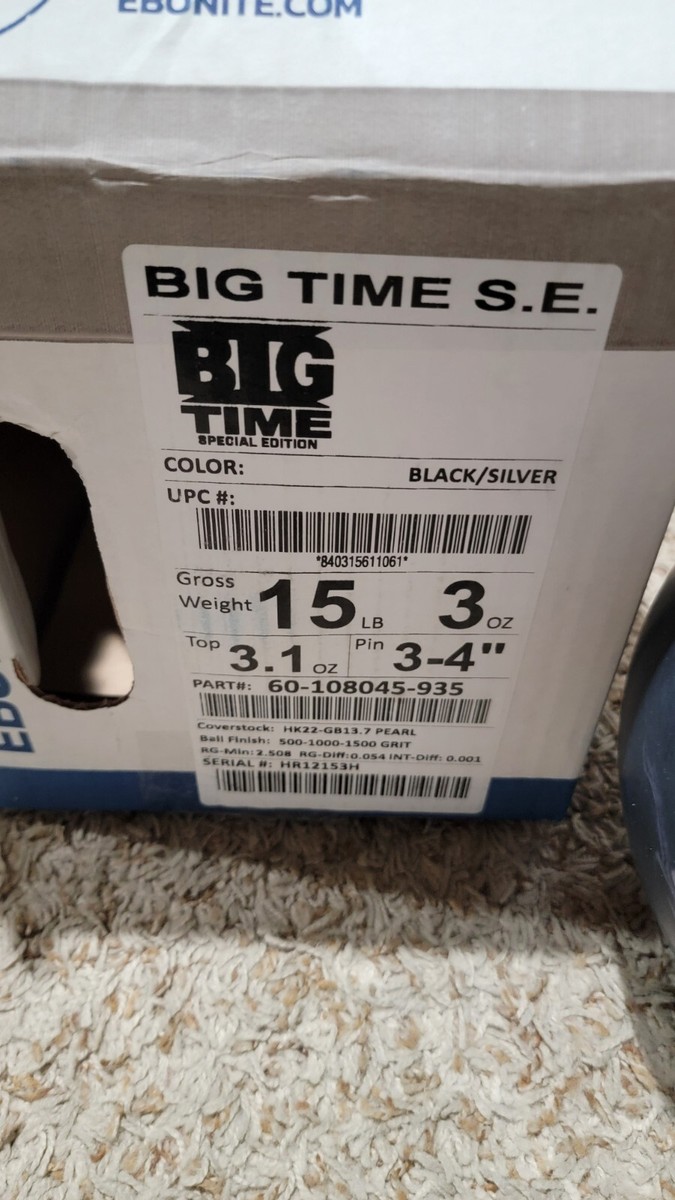 EBONITE.COM
BIG TIME S.E.
BIG
TIME
SPECIAL EDITION
COLOR: BLACK/SILVER
UPC #:
*840315611061*
Gross Weight 15 LB 3 OZ
Top 3.1 OZ Pin 3-4"
PART#: 60-108045-935
Coverstock: HK22-GB13.7 PEARL
Ball Finish: 500-1000-1500 GRIT
RG-Min: 2.508 RG-Diff: 0.054 INT-Diff: 0.001
SERIAL #: HR12153H